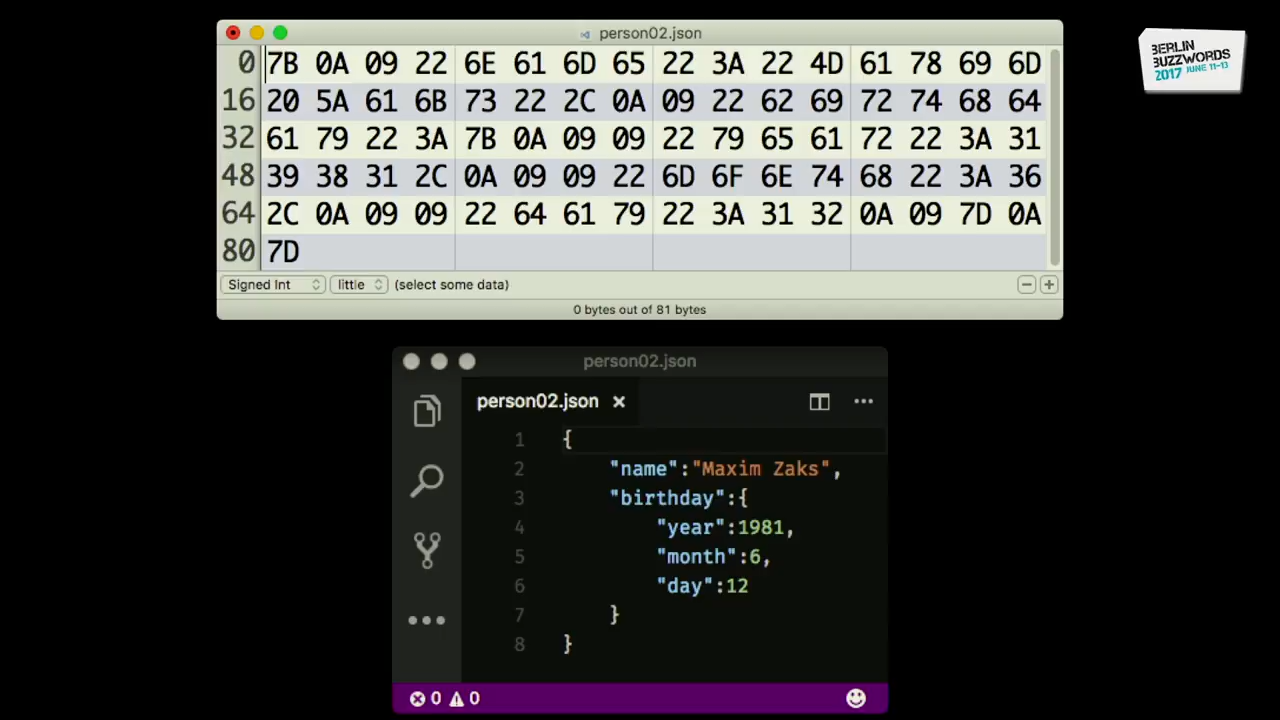 person02.json
BERLIN
BUZZWORDS
2017 JUNE 11-13
0 7B 0A 09 22 6E 61 6D 65 22 3A 22 4D 61 78 69 6D
16 20 5A 61 6B 73 22 2C 0A 09 22 62 69 72 74 68 64
32 61 79 22 3A 7B 0A 09 09 22 79 65 61 72 22 3A 31
48 39 38 31 2C 0A 09 09 22 6D 6F 6E 74 68 22 3A 36
64 2C 0A 09 09 22 64 61 79 22 3A 31 32 0A 09 7D 0A
80 7D
Signed Int little (select some data)
0 bytes out of 81 bytes
person02.json
person02.json ×
1 {
2 "name":"Maxim Zaks",
3 "birthday":{
4 "year":1981,
5 "month":6,
6 "day":12
7 }
8 }
0 0